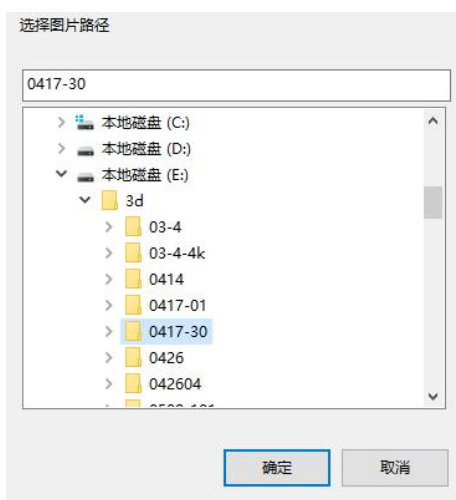 选择图片路径
0417-30
本地磁盘 (C:)
本地磁盘 (D:)
本地磁盘 (E:)
3d
03-4
03-4-4k
0414
0417-01
0417-30
0426
042604
确定
取消